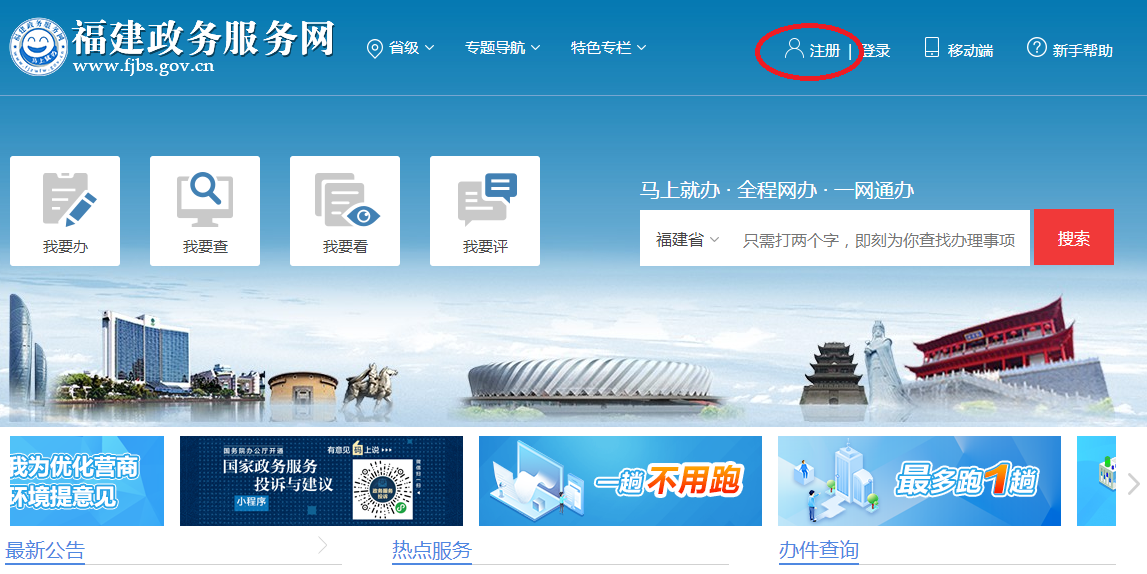 福建政务服务网
www.fjbs.gov.cn
省级
专题导航
特色专栏
注册 | 登录
移动端
新手帮助
我要办
我要查
我要看
我要评
马上就办 · 全程网办 · 一网通办
福建省
只需打两个字，即刻为你查找办理事项
搜索
我为优化营商
环境提意见
国务院办公厅开通
有意见 码上说
国家政务服务
投诉与建议
小程序
一趟不用跑
最多跑1趟
最新公告
热点服务
办件查询